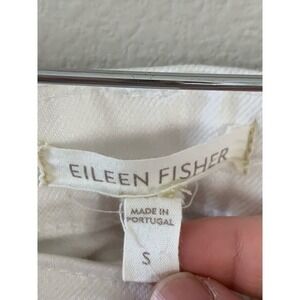 EILEEN FISHER
MADE IN
PORTUGAL
S